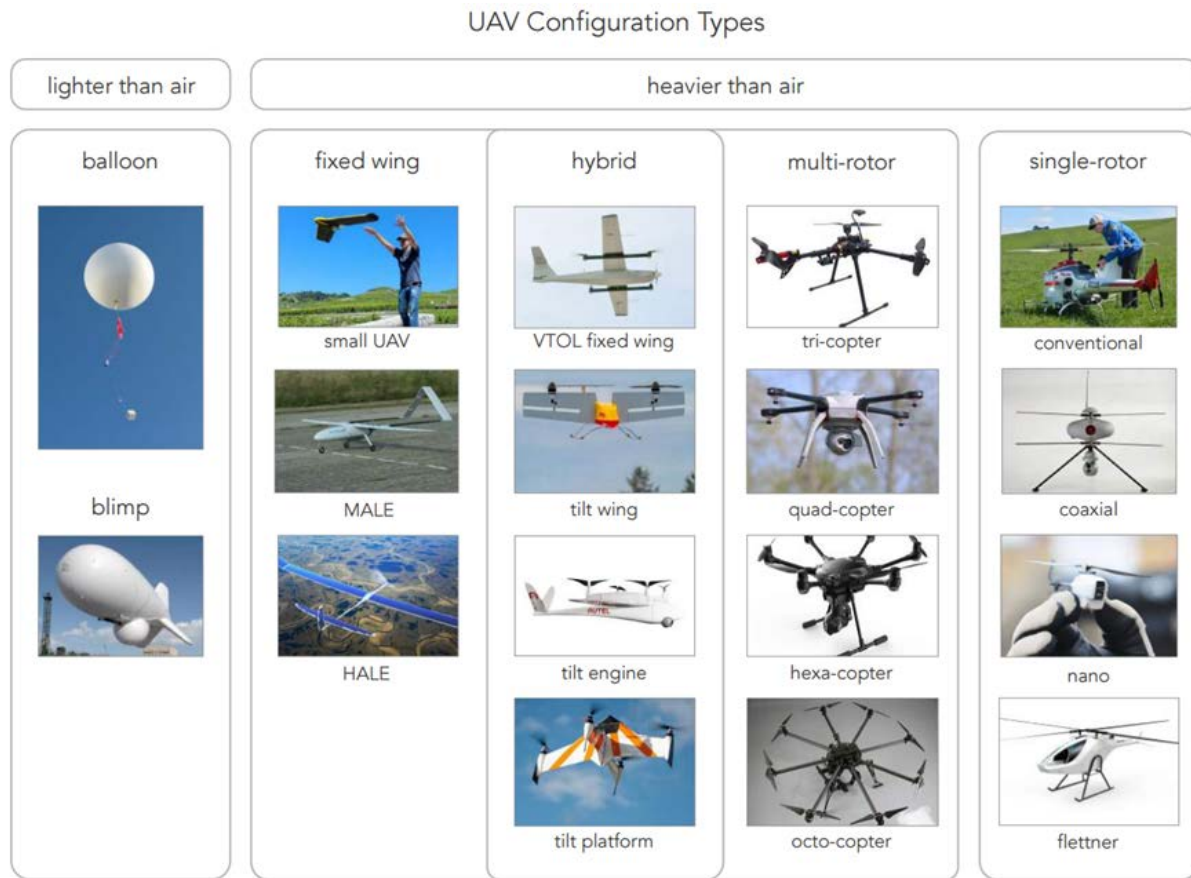 UAV Configuration Types
lighter than air
heavier than air
balloon
fixed wing
hybrid
multi-rotor
single-rotor
small UAV
VTOL fixed wing
tri-copter
conventional
MALE
tilt wing
quad-copter
coaxial
blimp
HALE
AUTEL
tilt engine
hexa-copter
nano
tilt platform
octo-copter
flettner